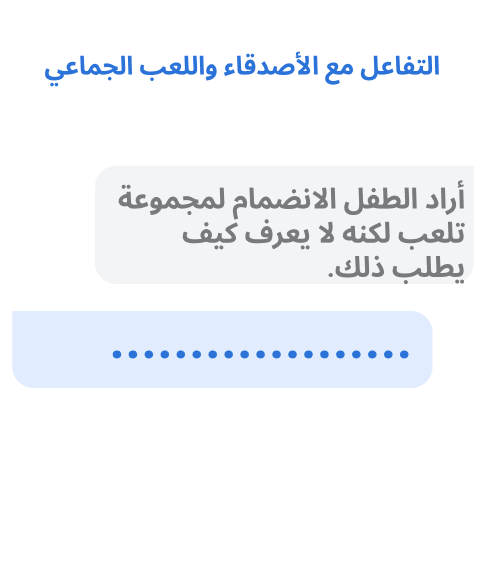 التفاعل مع الأصدقاء واللعب الجماعي
أراد الطفل الانضمام لمجموعة
تلعب لكنه لا يعرف كيف
يطلب ذلك.
...................